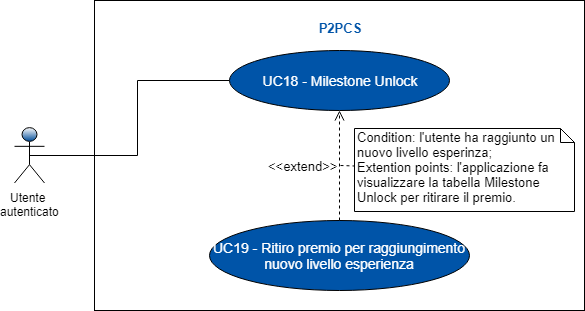 P2PCS
UC18 - Milestone Unlock
Condition: l'utente ha raggiunto un
nuovo livello esperinza;
Extention points: l'applicazione fa
visualizzare la tabella Milestone
Unlock per ritirare il premio.
<<extend>>
Utente
autenticato
UC19 - Ritiro premio per raggiungimento
nuovo livello esperienza